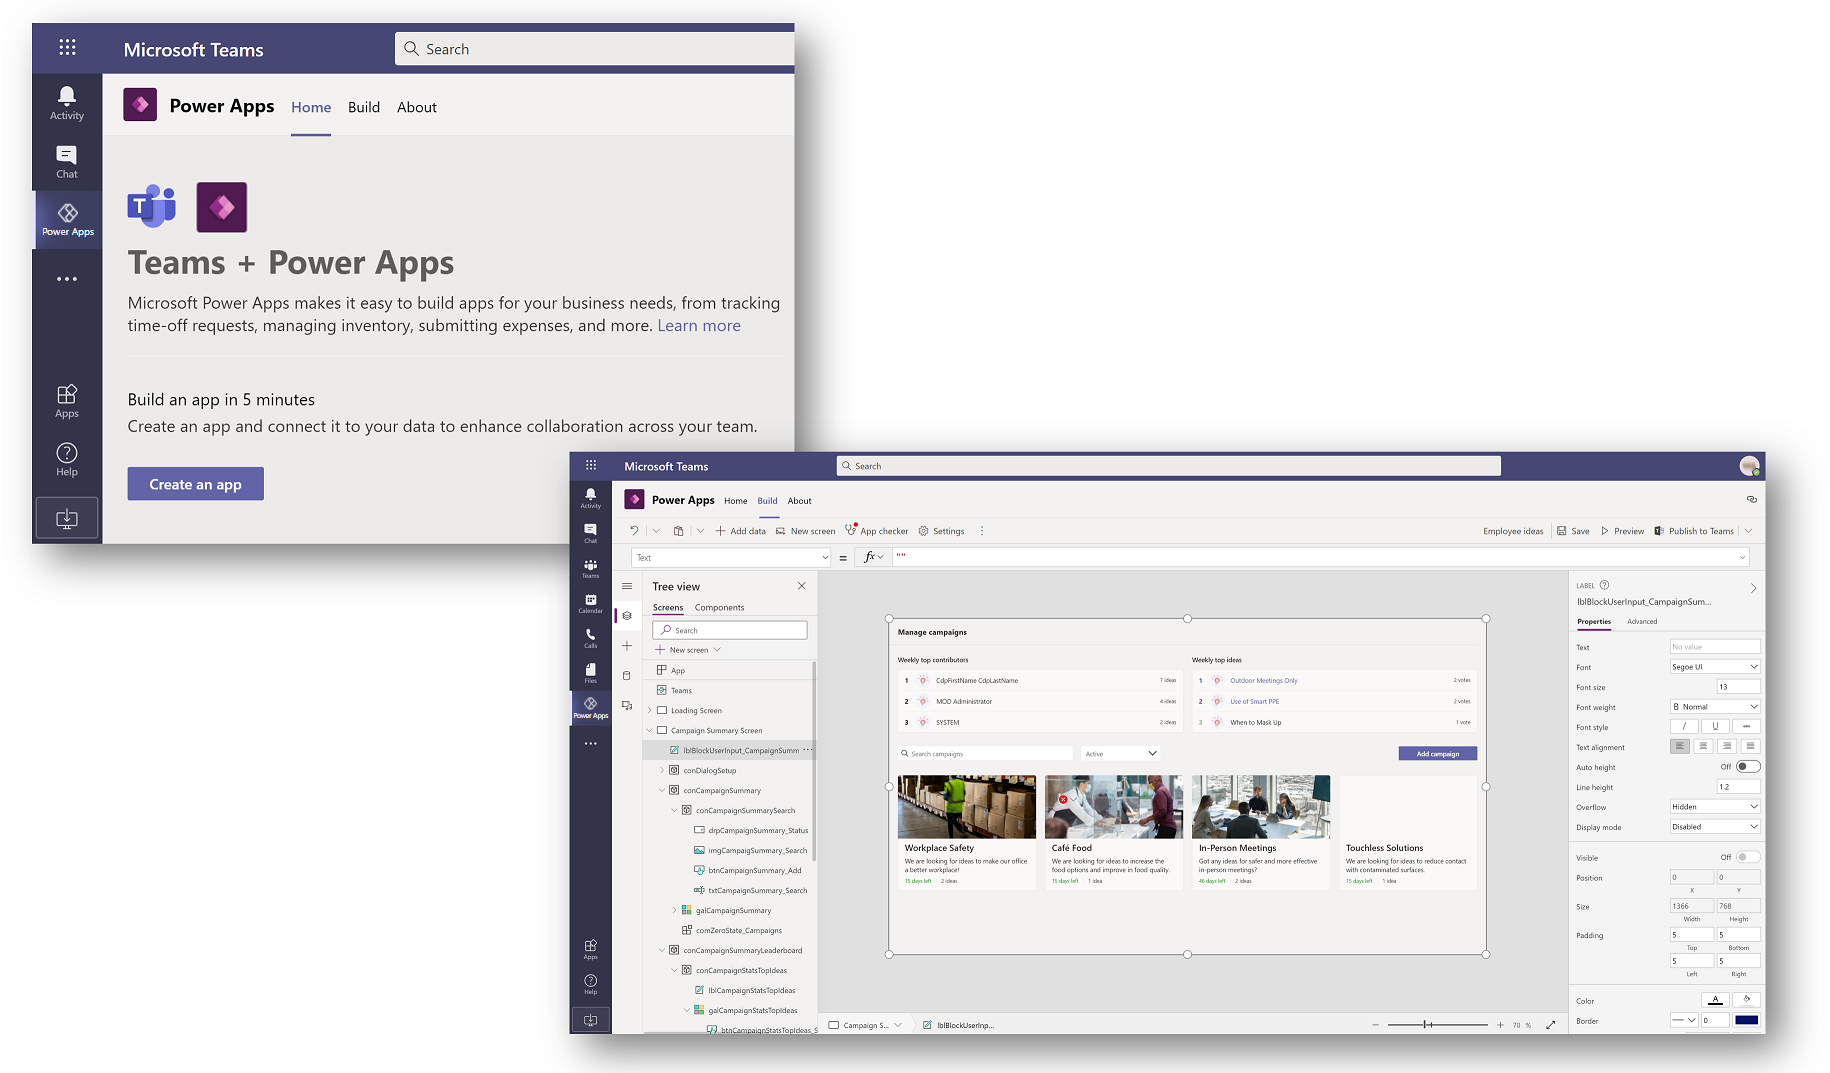 Microsoft Teams
Search
Activity
Chat
Power Apps
Apps
Help
Power Apps Home Build About
Teams + Power Apps
Microsoft Power Apps makes it easy to build apps for your business needs, from tracking
time-off requests, managing inventory, submitting expenses, and more. Learn more
Build an app in 5 minutes
Create an app and connect it to your data to enhance collaboration across your team.
Create an app
Microsoft Teams
Search
Activity
Chat
Teams
Calendar
Calls
Files
Power Apps
Apps
Help
Power Apps Home Build About
Add data New screen App checker Settings
Employee ideas Save Preview Publish to Teams
Text = fx ""
Tree view
Screens Components
Search
New screen
App
Teams
Loading Screen
Campaign Summary Screen
lblBlockUserInput_CampaignSumm ...
conDialogSetup
conCampaignSummary
conCampaignSummarySearch
drpCampaignSummary_Status
imgCampaigSummary_Search
btnCampaignSummary_Add
txtCampaignSummary_Search
galCampaignSummary
comZeroState_Campaigns
conCampaignSummaryLeaderboard
conCampaignStatsTopIdeas
lblCampaignStatsTopIdeas
galCampaignStatsTopIdeas
btnCampaignStatsTopIdeas_S
Manage campaigns
Weekly top contributors
1 CdpFirstName CdpLastName 7 ideas
2 MOD Administrator 4 ideas
3 SYSTEM 2 ideas
Weekly top ideas
1 Outdoor Meetings Only 2 votes
2 Use of Smart PPE 2 votes
3 When to Mask Up 1 vote
Search campaigns
Active
Add campaign
Workplace Safety
We are looking for ideas to make our office
a better workplace!
15 days left 2 ideas
Café Food
We are looking for ideas to increase the
food options and improve in food quality.
15 days left 1 idea
In-Person Meetings
Got any ideas for safer and more effective
in-person meetings?
46 days left 2 ideas
Touchless Solutions
We are looking for ideas to reduce contact
with contaminated surfaces.
15 days left 1 idea
Campaign S... lblBlockUserInp...
70 %
LABEL
lblBlockUserInput_CampaignSum...
Properties Advanced
Text No value
Font Segoe UI
Font size 13
Font weight B Normal
Font style / U abc
Text alignment
Auto height Off
Line height 1.2
Overflow Hidden
Display mode Disabled
Visible Off
Position 0 0
X Y
Size 1366 768
Width Height
Padding 5 5
Top Bottom
5 5
Left Right
Color A
Border 0